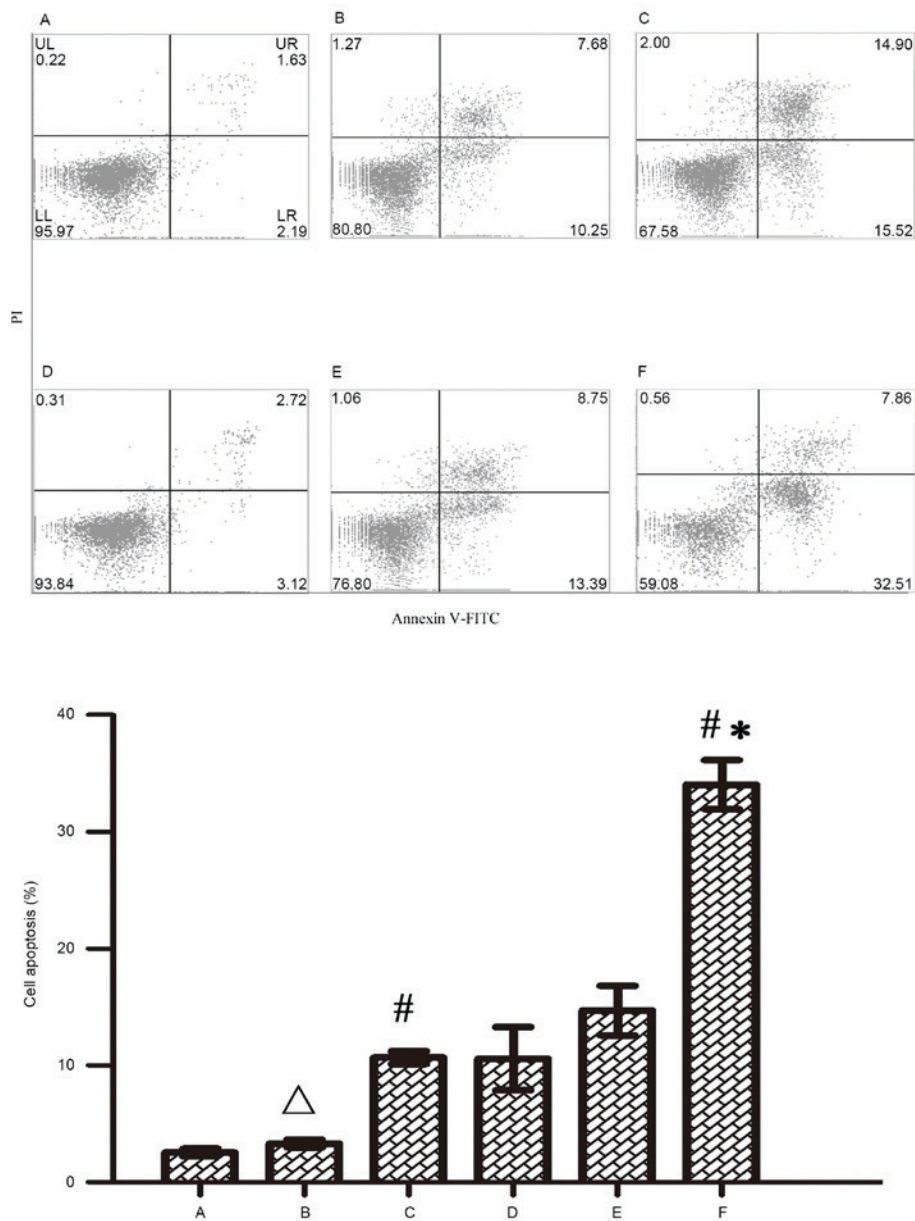 A B C
UL UR
0.22 1.63
1.27 7.68
2.00 14.90
LL LR
95.97 2.19
80.80 10.25
67.58 15.52
PI
D E F
0.31 2.72
1.06 8.75
0.56 7.86
93.84 3.12
76.80 13.39
59.08 32.51
Annexin V-FITC
40
# *
30
Cell apoptosis (%)
20
#
10
△
0
A B C D E F